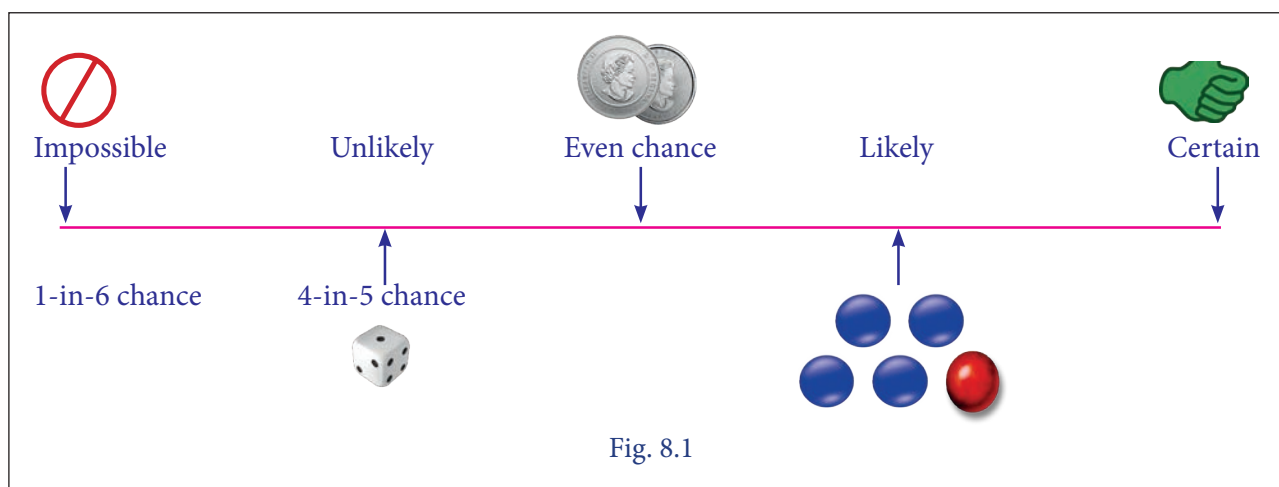 Impossible Unlikely Even chance Likely Certain
1-in-6 chance 4-in-5 chance
Fig. 8.1